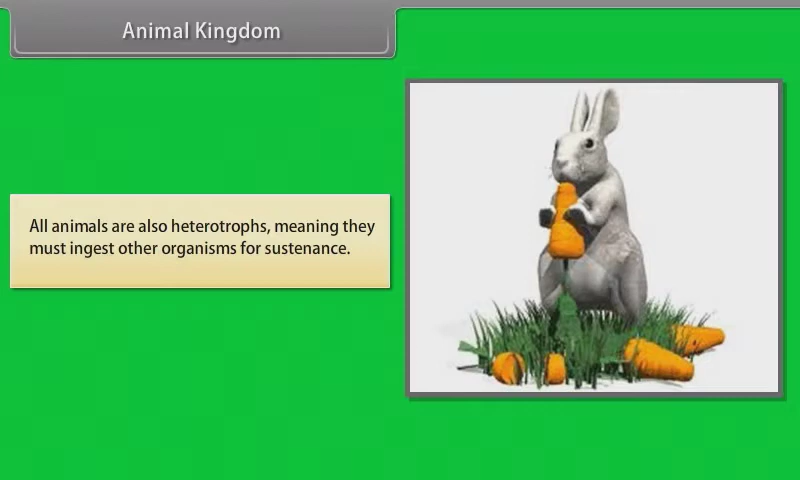 Animal Kingdom
All animals are also heterotrophs, meaning they
must ingest other organisms for sustenance.